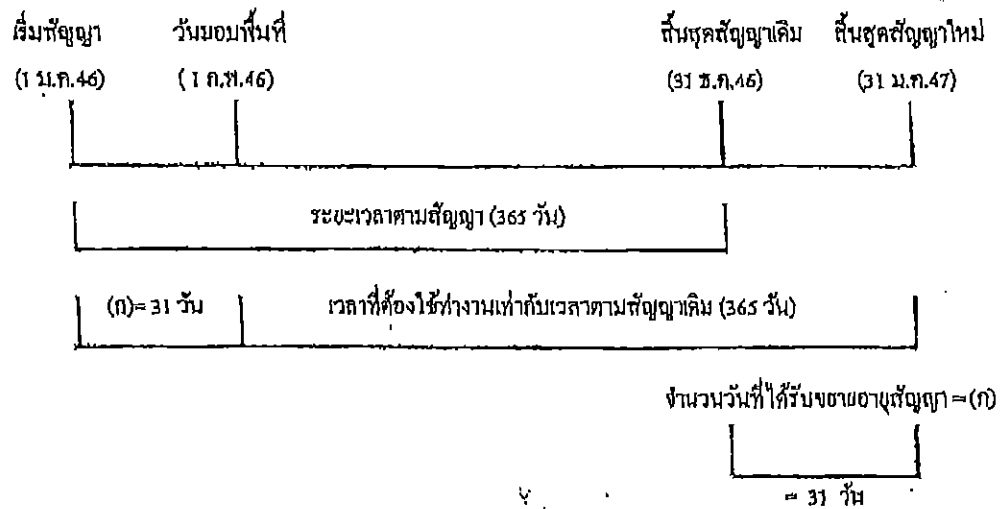 เริ่มสัญญา วันมอบพื้นที่ สิ้นสุดสัญญาเดิม สิ้นสุดสัญญาใหม่
(1 ม.ค.46) (1 ก.พ.46) (31 ธ.ค.46) (31 ม.ค.47)
ระยะเวลาตามสัญญา (365 วัน)
(ก)= 31 วัน เวลาที่ต้องใช้ทำงานเท่ากับเวลาตามสัญญาเดิม (365 วัน)
จำนวนวันที่ได้รับขยายอายุสัญญา = (ก)
= 31 วัน